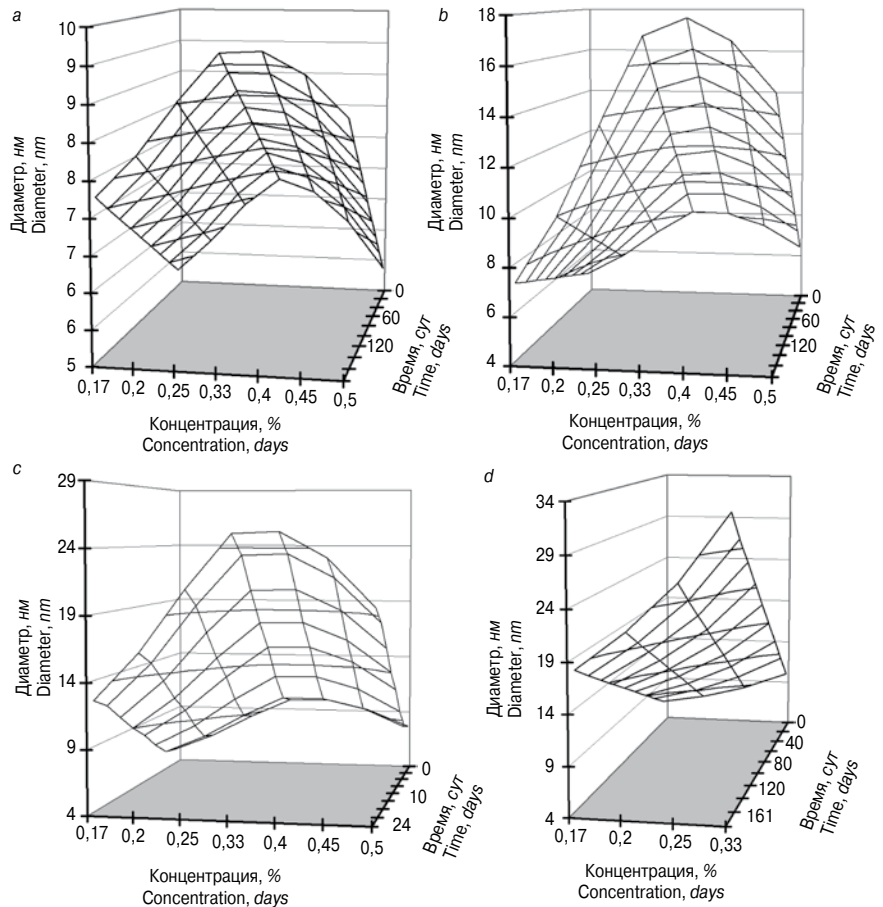 a
10
9
9
8
8
7
7
6
6
5
Диаметр, нм
Diameter, nm
0,17
0,2
0,25
0,33
0,4
0,45
0,5
Концентрация, %
Concentration, days
0
60
120
Время, сут
Time, days
b
18
16
14
12
10
8
6
4
Диаметр, нм
Diameter, nm
0,17
0,2
0,25
0,33
0,4
0,45
0,5
Концентрация, %
Concentration, days
0
60
120
Время, сут
Time, days
c
29
24
19
14
9
4
Диаметр, нм
Diameter, nm
0,17
0,2
0,25
0,33
0,4
0,45
0,5
Концентрация, %
Concentration, days
0
10
24
Время, сут
Time, days
d
34
29
24
19
14
9
4
Диаметр, нм
Diameter, nm
0,17
0,2
0,25
0,33
Концентрация, %
Concentration, days
0
40
80
120
161
Время, сут
Time, days